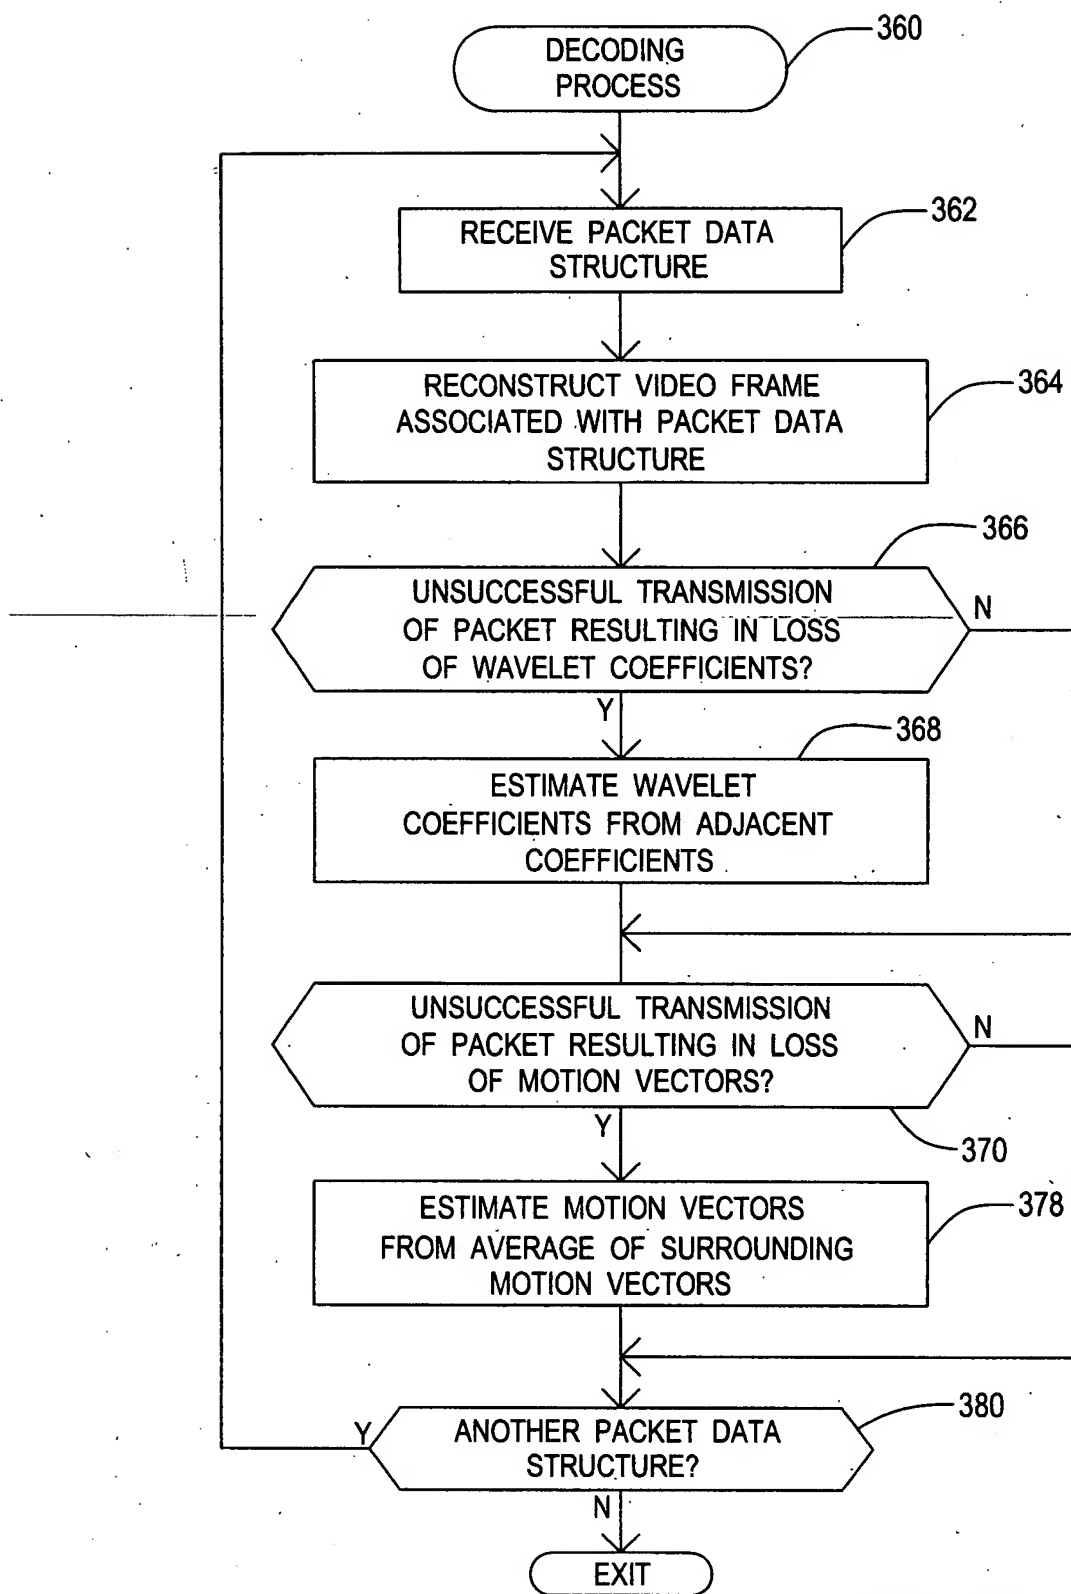 360
DECODING
PROCESS
362
RECEIVE PACKET DATA
STRUCTURE
364
RECONSTRUCT VIDEO FRAME
ASSOCIATED WITH PACKET DATA
STRUCTURE
366
UNSUCCESSFUL TRANSMISSION
OF PACKET RESULTING IN LOSS
OF WAVELET COEFFICIENTS?
N
Y
368
ESTIMATE WAVELET
COEFFICIENTS FROM ADJACENT
COEFFICIENTS
UNSUCCESSFUL TRANSMISSION
OF PACKET RESULTING IN LOSS
OF MOTION VECTORS?
N
Y
370
378
ESTIMATE MOTION VECTORS
FROM AVERAGE OF SURROUNDING
MOTION VECTORS
380
Y
ANOTHER PACKET DATA
STRUCTURE?
N
EXIT